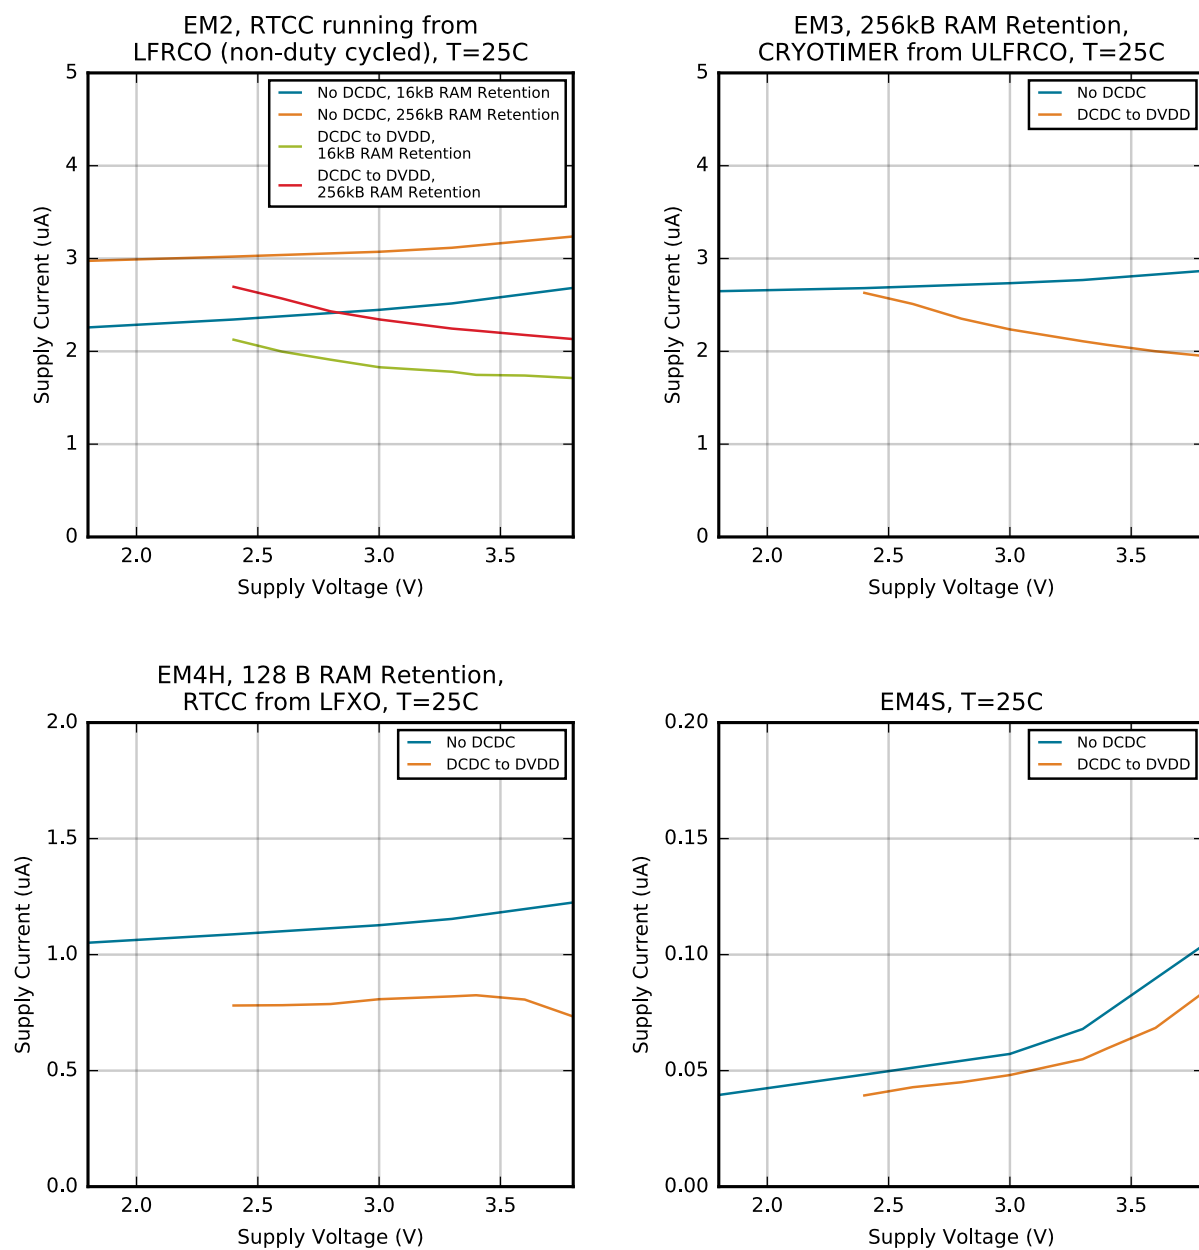 EM2, RTCC running from
LFRCO (non-duty cycled), T=25C
5
4
3
2
1
0
Supply Current (uA)
No DCDC, 16kB RAM Retention
No DCDC, 256kB RAM Retention
DCDC to DVDD,
16kB RAM Retention
DCDC to DVDD,
256kB RAM Retention
2.0 2.5 3.0 3.5
Supply Voltage (V)
EM3, 256kB RAM Retention,
CRYOTIMER from ULFRCO, T=25C
5
4
3
2
1
0
Supply Current (uA)
No DCDC
DCDC to DVDD
2.0 2.5 3.0 3.5
Supply Voltage (V)
EM4H, 128 B RAM Retention,
RTCC from LFXO, T=25C
2.0
1.5
1.0
0.5
0.0
Supply Current (uA)
No DCDC
DCDC to DVDD
2.0 2.5 3.0 3.5
Supply Voltage (V)
EM4S, T=25C
0.20
0.15
0.10
0.05
0.00
Supply Current (uA)
No DCDC
DCDC to DVDD
2.0 2.5 3.0 3.5
Supply Voltage (V)